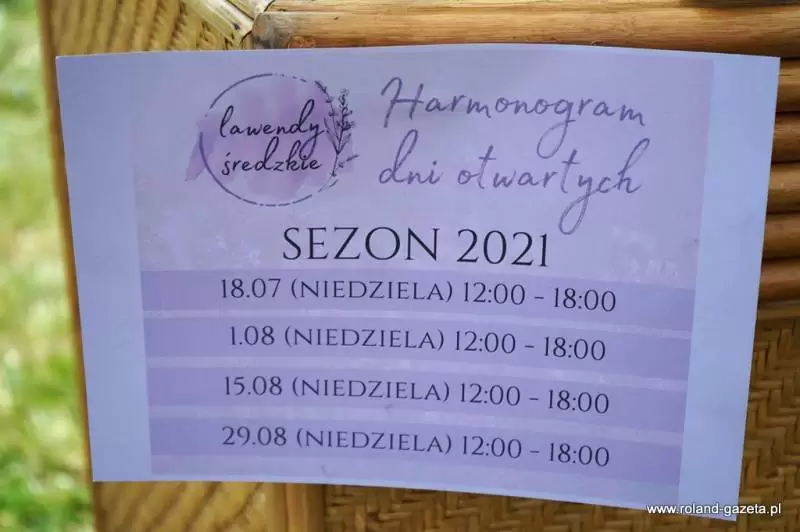 lawendy
średzkie
Harmonogram
dni otwartych
SEZON 2021
18.07 (NIEDZIELA) 12:00 - 18:00
1.08 (NIEDZIELA) 12:00 - 18:00
15.08 (NIEDZIELA) 12:00 - 18:00
29.08 (NIEDZIELA) 12:00 - 18:00
www.roland-gazeta.pl